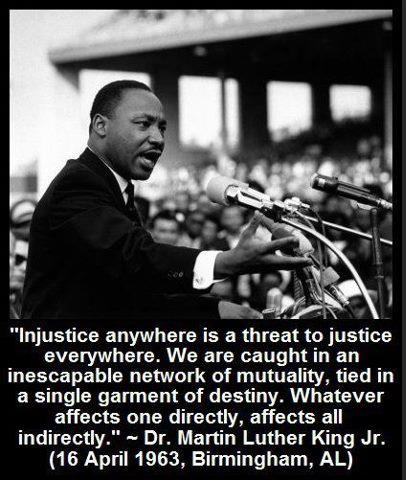 "Injustice anywhere is a threat to justice
everywhere. We are caught in an
inescapable network of mutuality, tied in
a single garment of destiny. Whatever
affects one directly, affects all
indirectly." ~ Dr. Martin Luther King Jr.
(16 April 1963, Birmingham, AL)